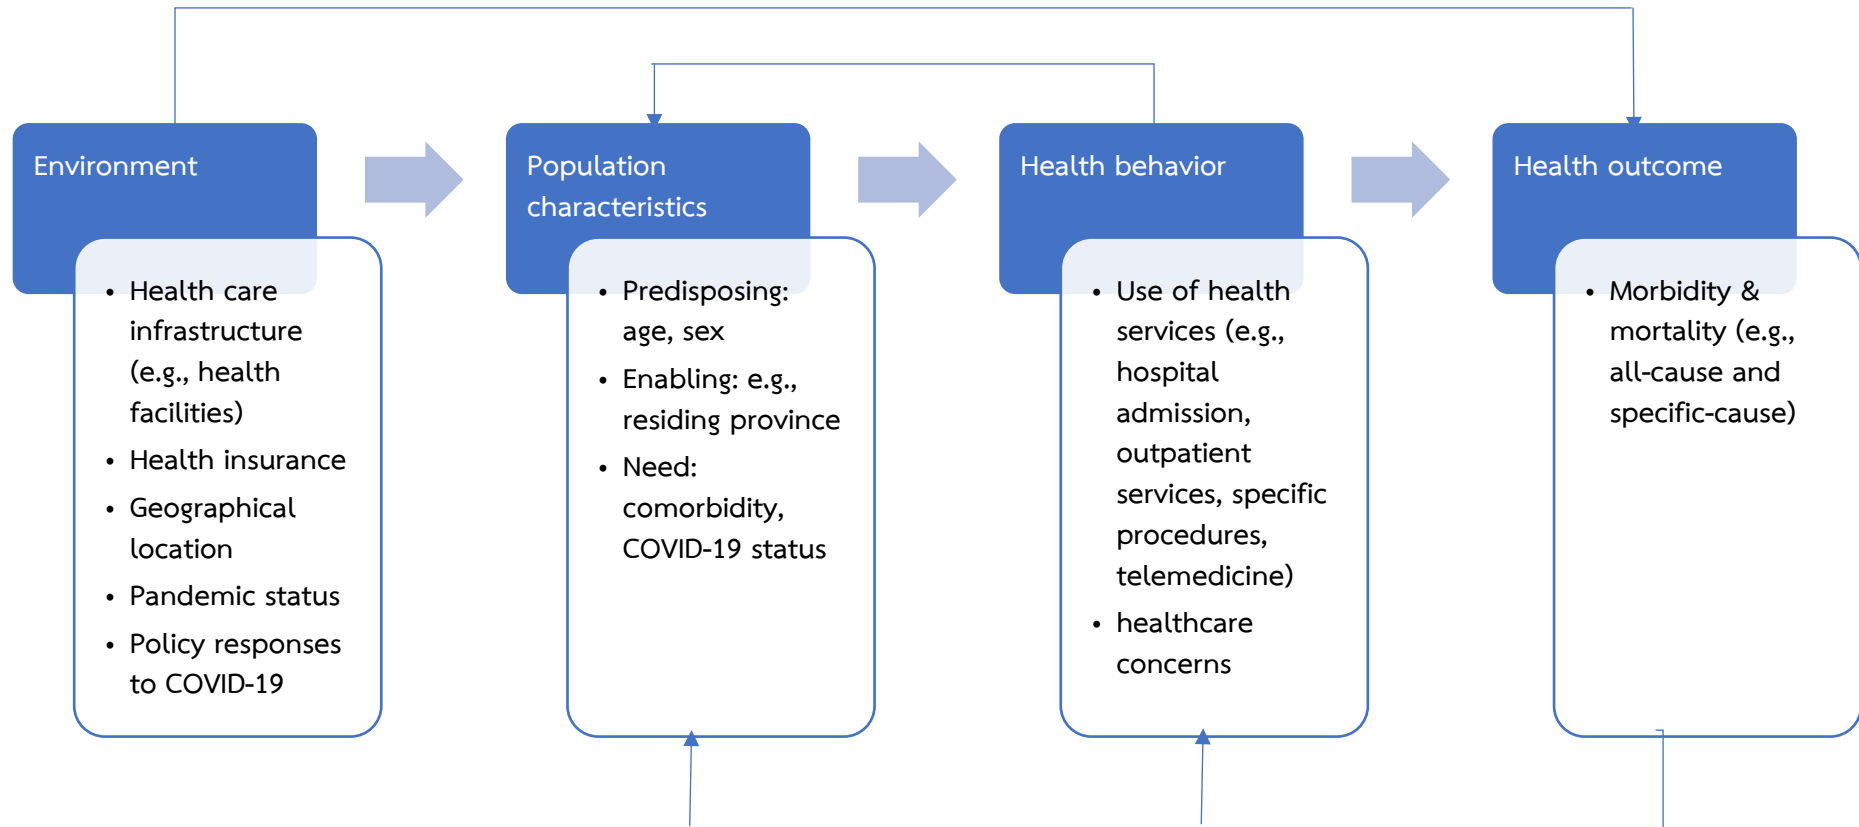 Environment
Health care
infrastructure
(e.g., health
facilities)
Health insurance
Geographical
location
Pandemic status
Policy responses
to COVID-19
Population
characteristics
Predisposing:
age, sex
Enabling: e.g.,
residing province
Need:
comorbidity,
COVID-19 status
Health behavior
Use of health
services (e.g.,
hospital
admission,
outpatient
services, specific
procedures,
telemedicine)
healthcare
concerns
Health outcome
Morbidity &
mortality (e.g.,
all-cause and
specific-cause)